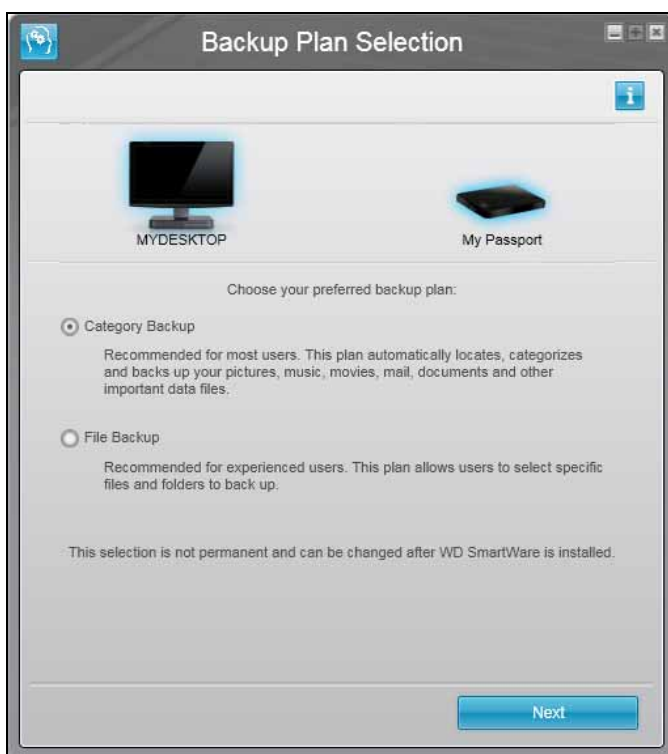 Backup Plan Selection
MYDESKTOP
My Passport
Choose your preferred backup plan:
Category Backup
Recommended for most users. This plan automatically locates, categorizes
and backs up your pictures, music, movies, mail, documents and other
important data files.
File Backup
Recommended for experienced users. This plan allows users to select specific
files and folders to back up.
This selection is not permanent and can be changed after WD SmartWare is installed.
Next